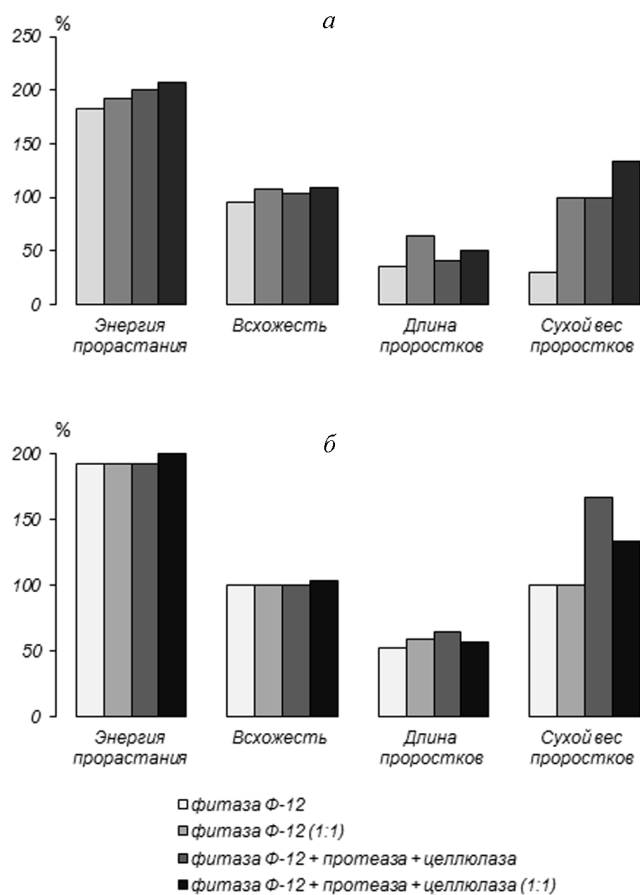 %
а
250
200
150
100
50
0
Энергия прорастания
Всхожесть
Длина проростков
Сухой вес проростков
%
б
200
150
100
50
0
Энергия прорастания
Всхожесть
Длина проростков
Сухой вес проростков
фитаза Ф-12
фитаза Ф-12 (1:1)
фитаза Ф-12 + протеаза + целлюлаза
фитаза Ф-12 + протеаза + целлюлаза (1:1)